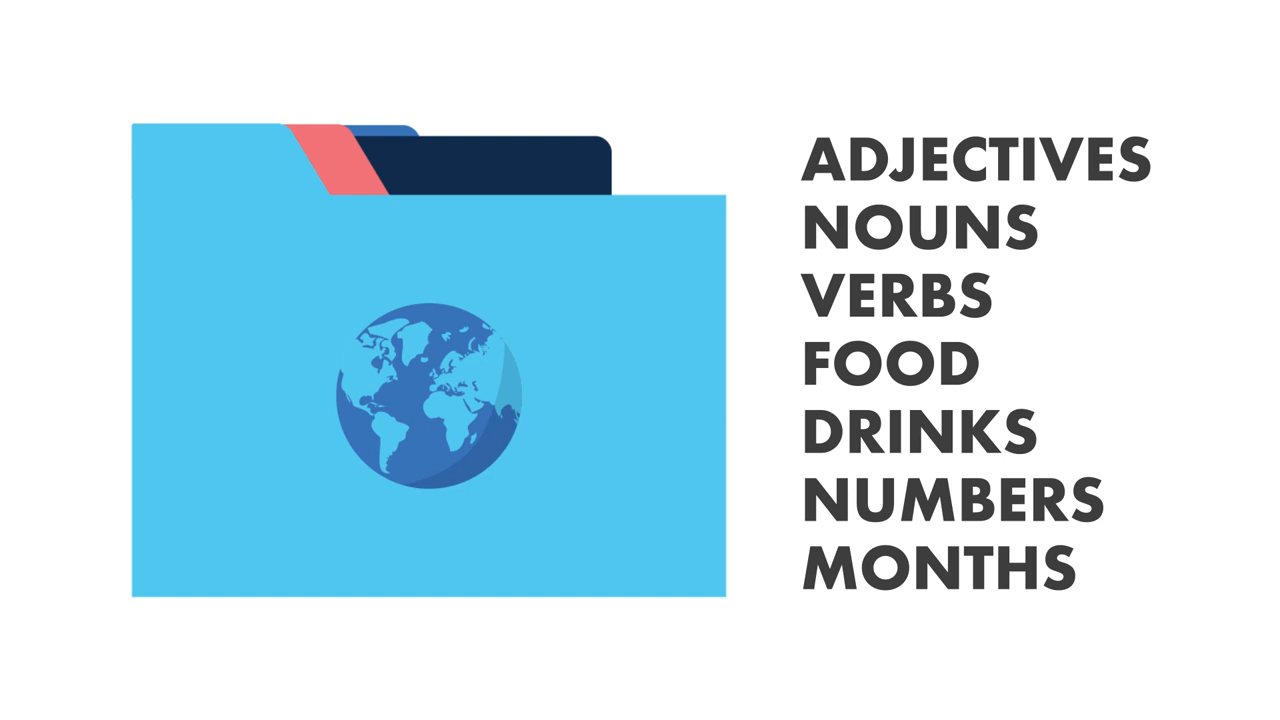 ADJECTIVES
NOUNS
VERBS
FOOD
DRINKS
NUMBERS
MONTHS